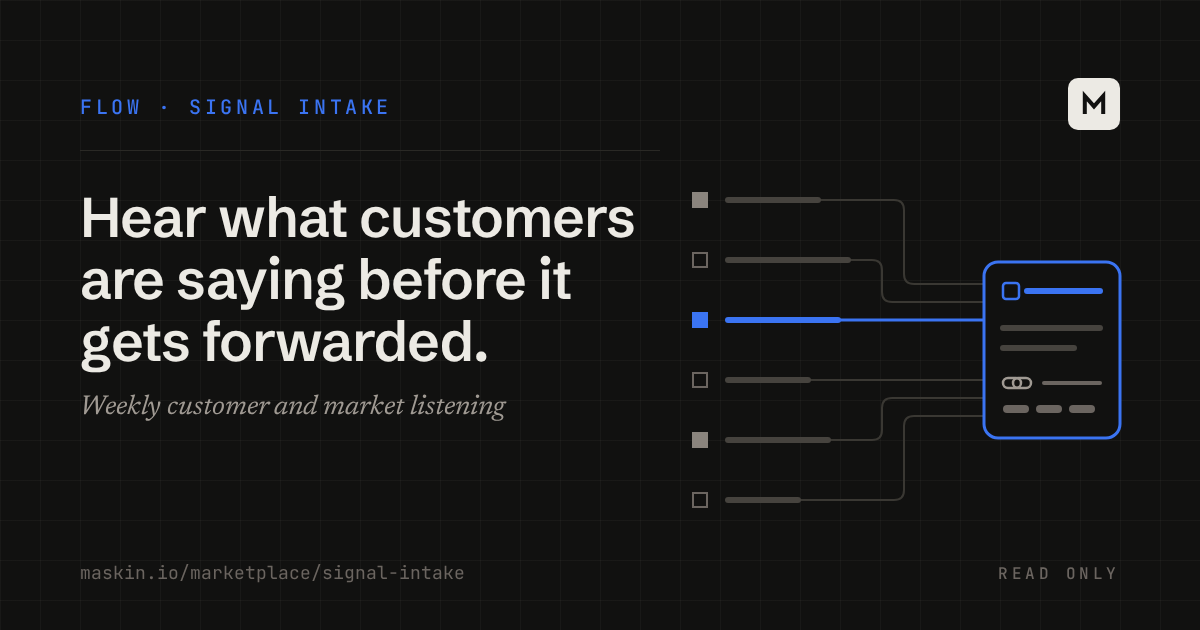 FLOW · SIGNAL INTAKE
M
Hear what customers
are saying before it
gets forwarded.
Weekly customer and market listening
maskin.io/marketplace/signal-intake
READ ONLY